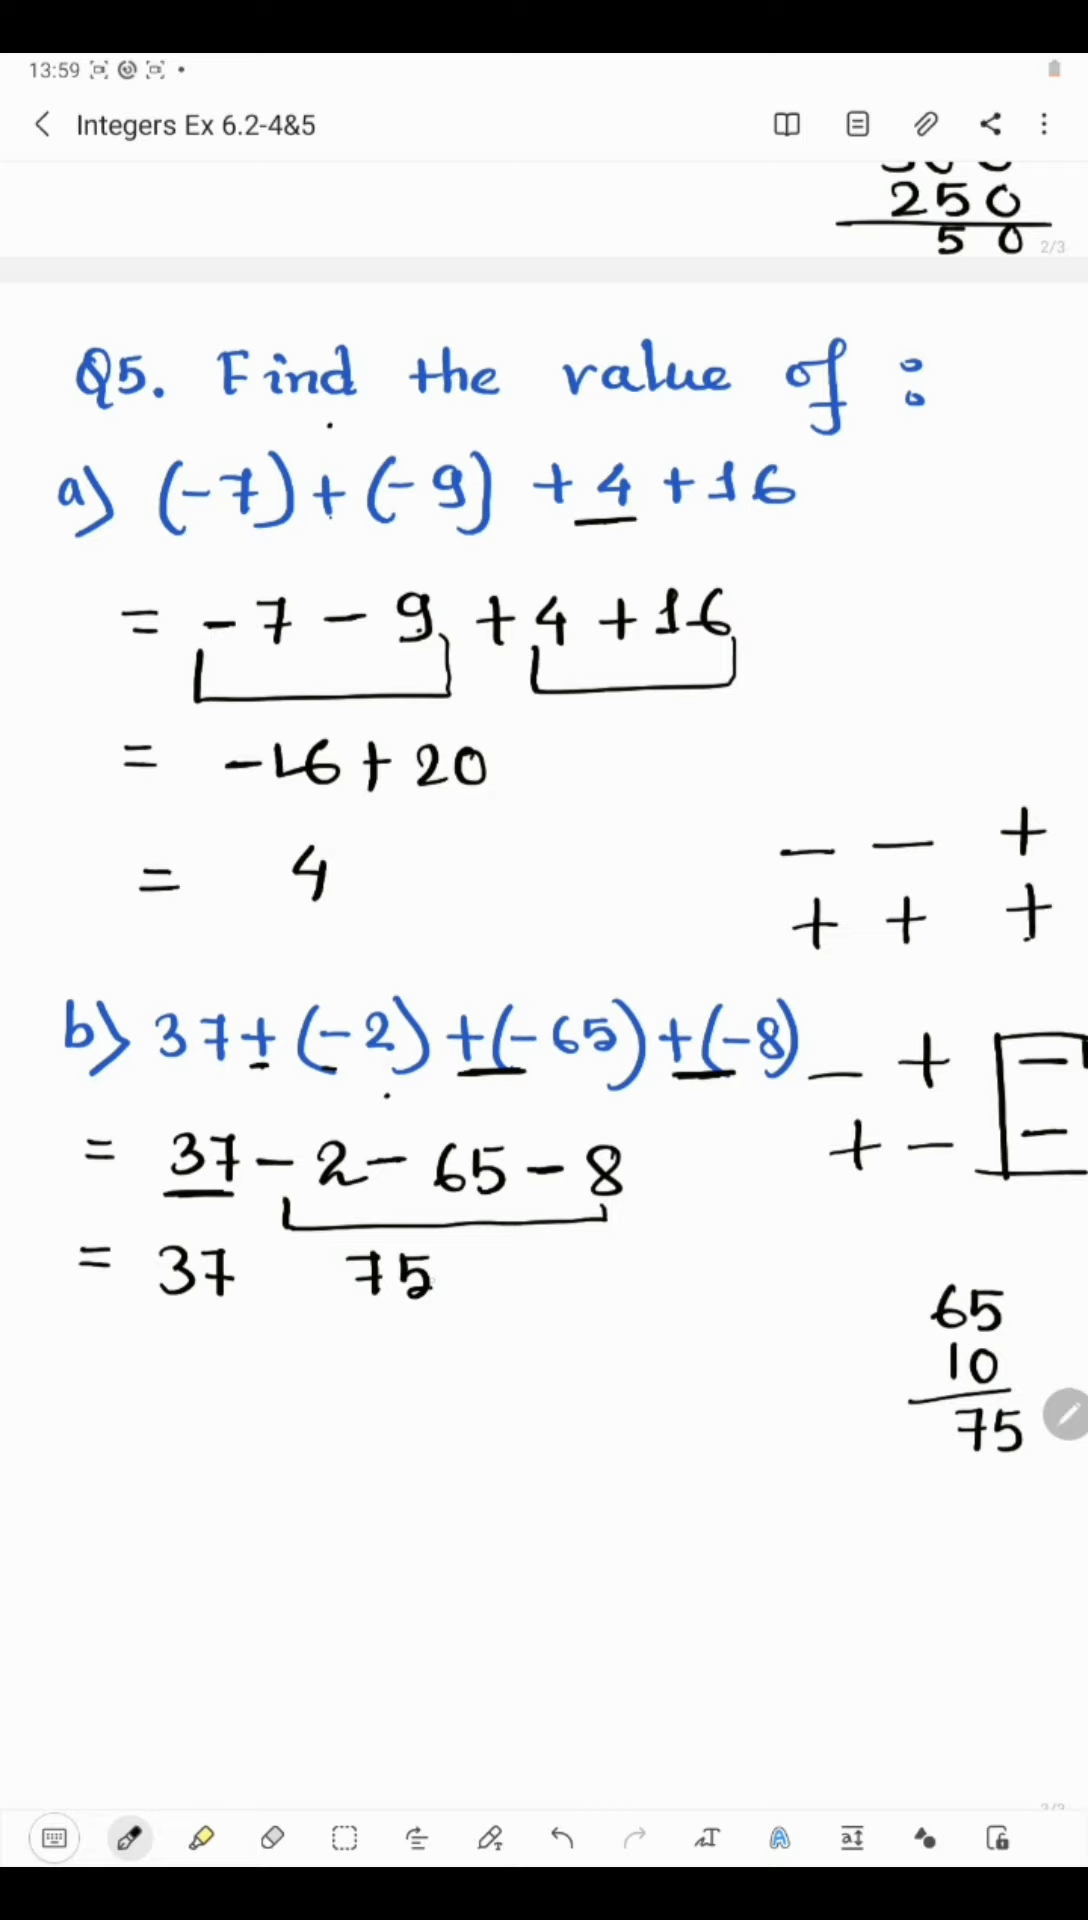 13:59
Integers Ex 6.2-4&5
250
50
2/3
Q5. Find the value of :
a) (-7) + (-9) + 4 + 16
= -7 - 9 + 4 + 16
= -16 + 20
= 4
- - +
+ + +
b) 37 + (-2) + (-65) + (-8)
- + -
+ - -
= 37 - 2 - 65 - 8
= 37 75
65
10
75